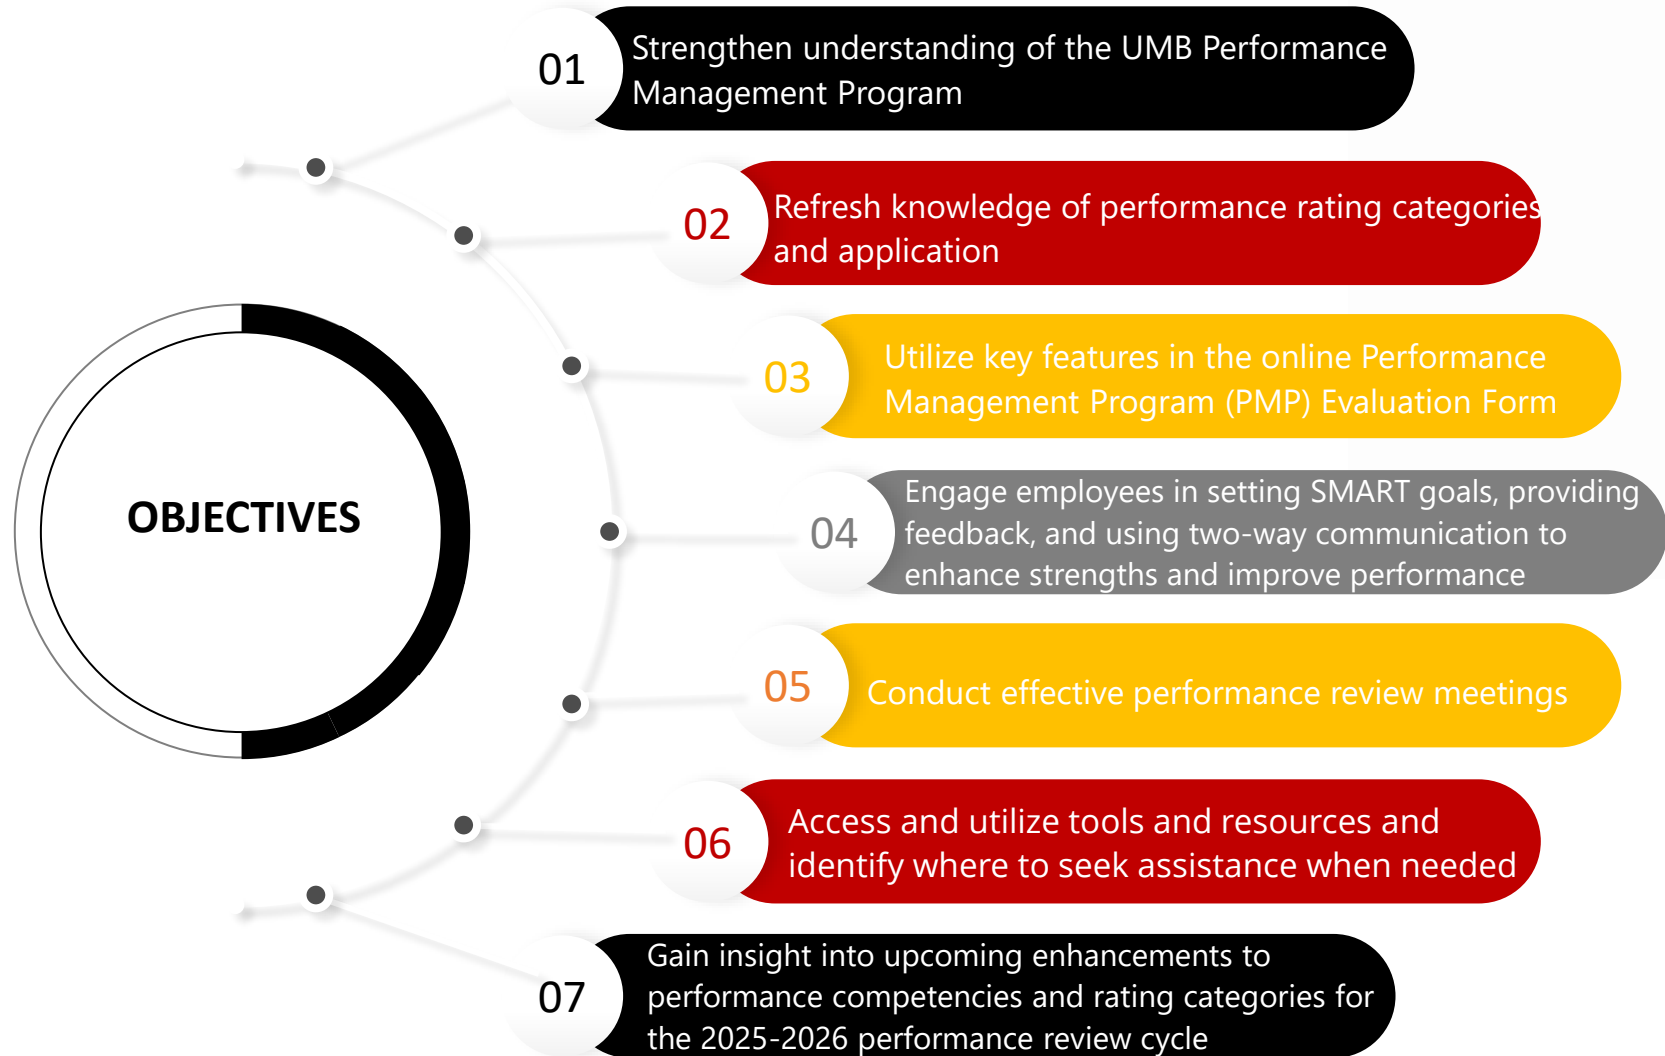 01
Strengthen understanding of the UMB Performance
Management Program
02
Refresh knowledge of performance rating categories
and application
03
Utilize key features in the online Performance
Management Program (PMP) Evaluation Form
OBJECTIVES
04
Engage employees in setting SMART goals, providing
feedback, and using two-way communication to
enhance strengths and improve performance
05
Conduct effective performance review meetings
06
Access and utilize tools and resources and
identify where to seek assistance when needed
07
Gain insight into upcoming enhancements to
performance competencies and rating categories for
the 2025-2026 performance review cycle